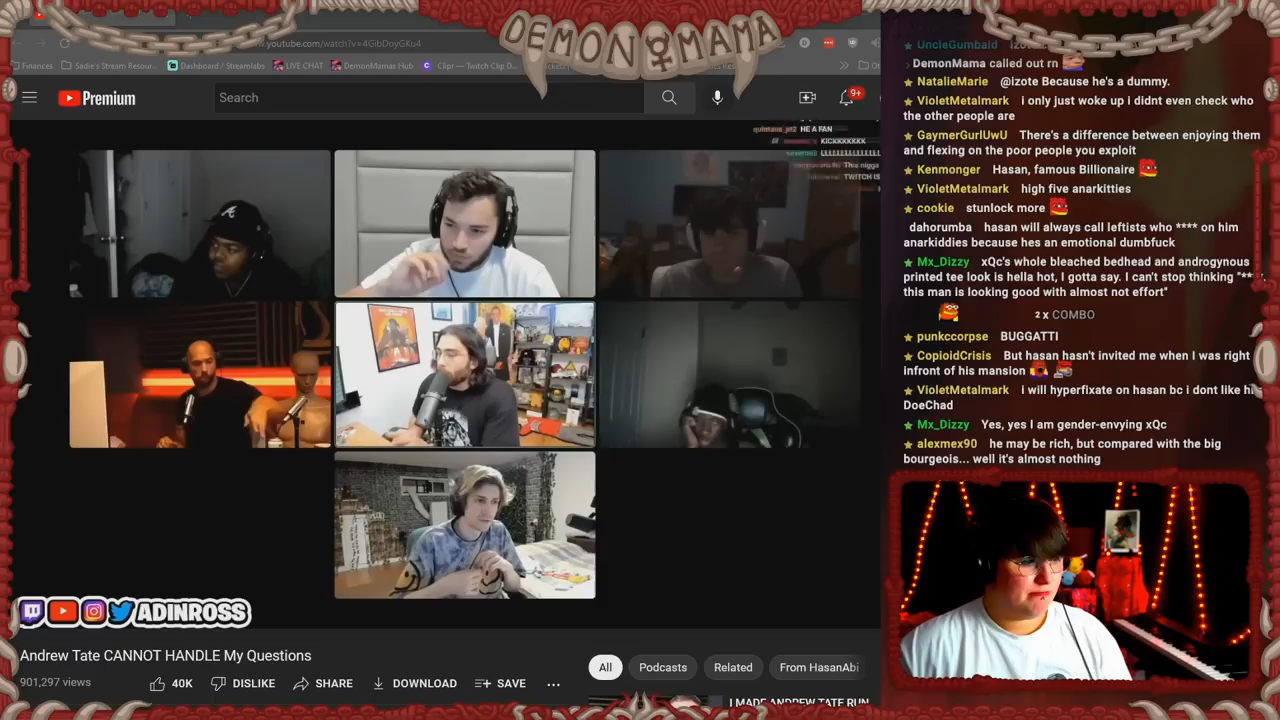 DEMON MAMA
youtube.com/watch?v=4GibDoyGKu4
Finances
Sadie's Stream Resour...
Dashboard / Streamlabs
LIVE CHAT
DemonMamas Hub
Clipr — Twitch Clip D...
Premium
Search
9+
HE A FAN
KICKKKKKKK
TWITCH IS
ADINROSS
Andrew Tate CANNOT HANDLE My Questions
901,297 views
40K
DISLIKE
SHARE
DOWNLOAD
SAVE
...
All
Podcasts
Related
From HasanAbi
I MADE ANDREW TATE RUN
UncleGumbald
DemonMama called out rn
NatalieMarie @izote Because he's a dummy.
VioletMetalmark i only just woke up i didnt even check who
the other people are
GaymerGurlUwU There's a difference between enjoying them
and flexing on the poor people you exploit
Kenmonger Hasan, famous Billionaire
VioletMetalmark high five anarkitties
cookie stunlock more
dahorumba hasan will always call leftists who **** on him
anarkiddies because hes an emotional dumbfuck
Mx_Dizzy xQc's whole bleached bedhead and androgynous
printed tee look is hella hot, I gotta say. I can't stop thinking "**
this man is looking good with almost not effort"
2 x COMBO
punkccorpse BUGGATTI
CopioidCrisis But hasan hasn't invited me when I was right
infront of his mansion
VioletMetalmark i will hyperfixate on hasan bc i dont like
DoeChad
Mx_Dizzy Yes, yes I am gender-envying xQc
alexmex90 he may be rich, but compared with the big
bourgeois... well it's almost nothing